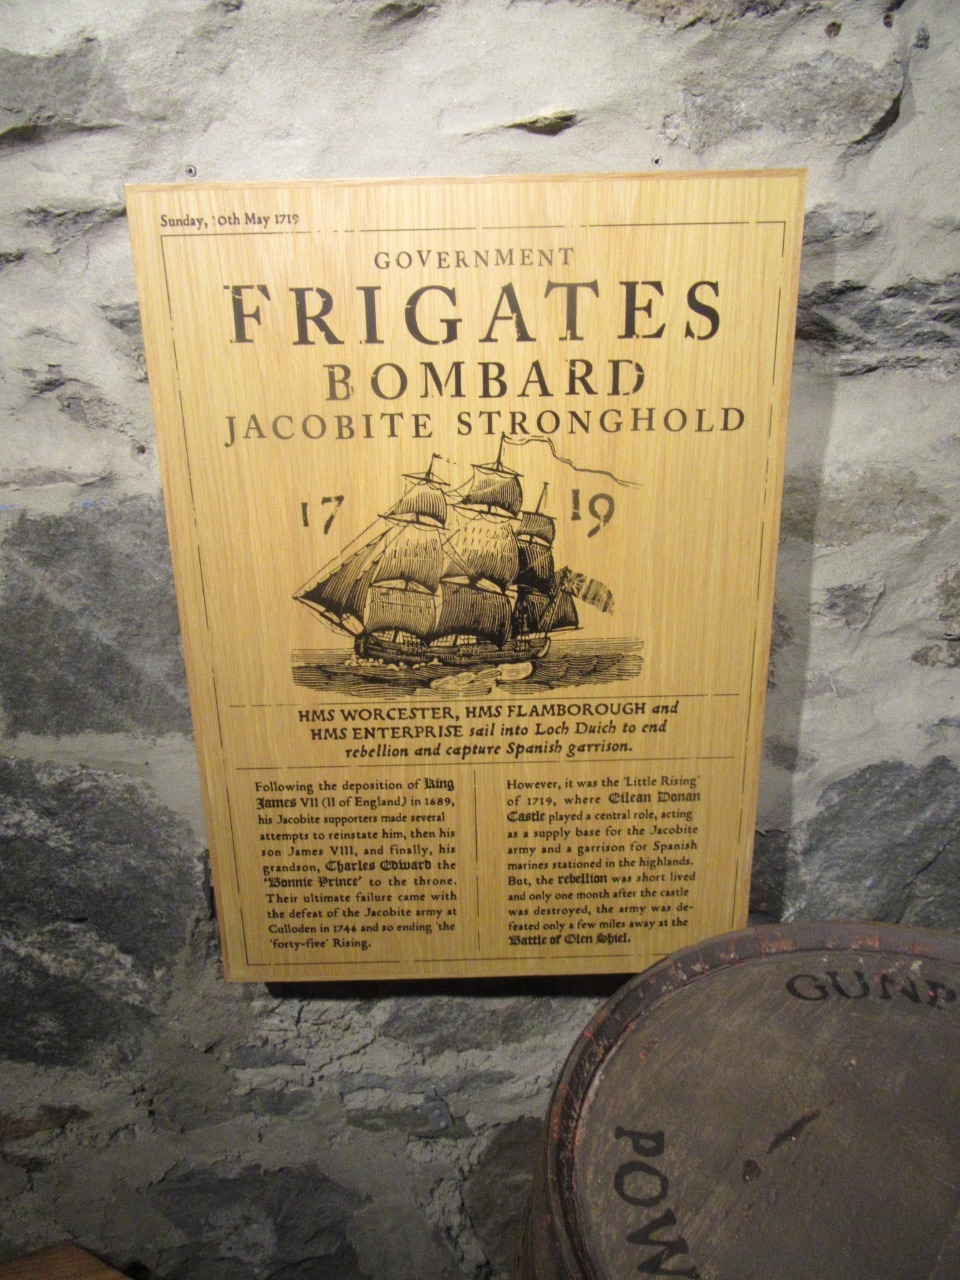 Sunday, 10th May 1719
GOVERNMENT
FRIGATES
BOMBARD
JACOBITE STRONGHOLD
17 19
HMS WORCESTER, HMS FLAMBOROUGH and
HMS ENTERPRISE sail into Loch Duich to end
rebellion and capture Spanish garrison.
Following the deposition of King
James VII (II of England) in 1689,
his Jacobite supporters made several
attempts to reinstate him, then his
son James VIII, and finally, his
grandson, Charles Edward the
'Bonnie Prince' to the throne.
Their ultimate failure came with
the defeat of the Jacobite army at
Culloden in 1746 and so ending 'the
'forty-five' Rising.
However, it was the 'Little Rising'
of 1719, where Eilean Donan
Castle played a central role, acting
as a supply base for the Jacobite
army and a garrison for Spanish
marines stationed in the highlands.
But, the rebellion was short lived
and only one month after the castle
was destroyed, the army was de-
feated only a few miles away at the
Battle of Glen Shiel.
GUNP
POW